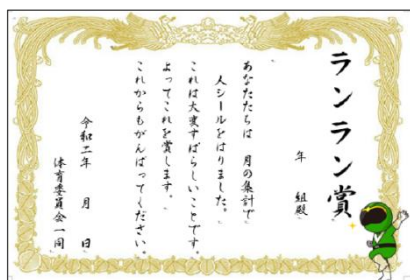 ランラン賞
年　組殿
あなたたちは　月の集計で
人シールをはりました。
これは大変すばらしいことです。
よってこれを賞します。
これからもがんばってください。
令和二年　月　日
体育委員会一同